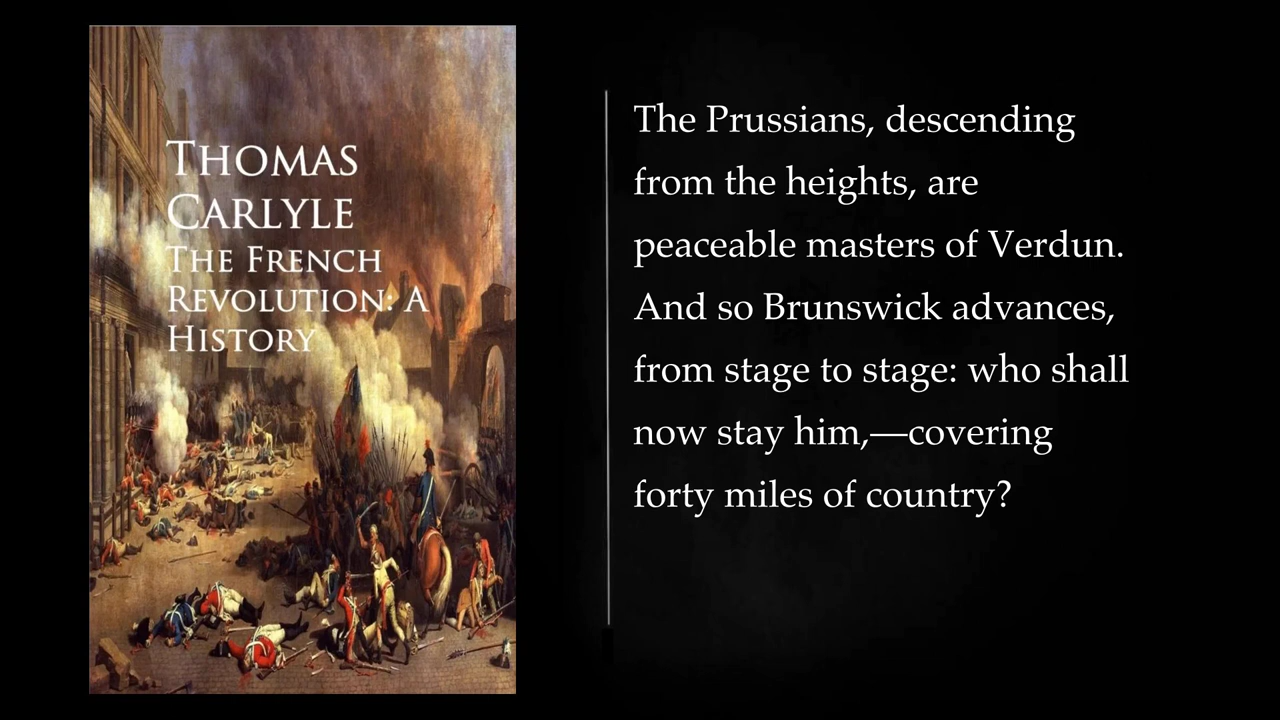 THOMAS
CARLYLE
THE FRENCH
REVOLUTION: A
HISTORY
The Prussians, descending
from the heights, are
peaceable masters of Verdun.
And so Brunswick advances,
from stage to stage: who shall
now stay him,—covering
forty miles of country?